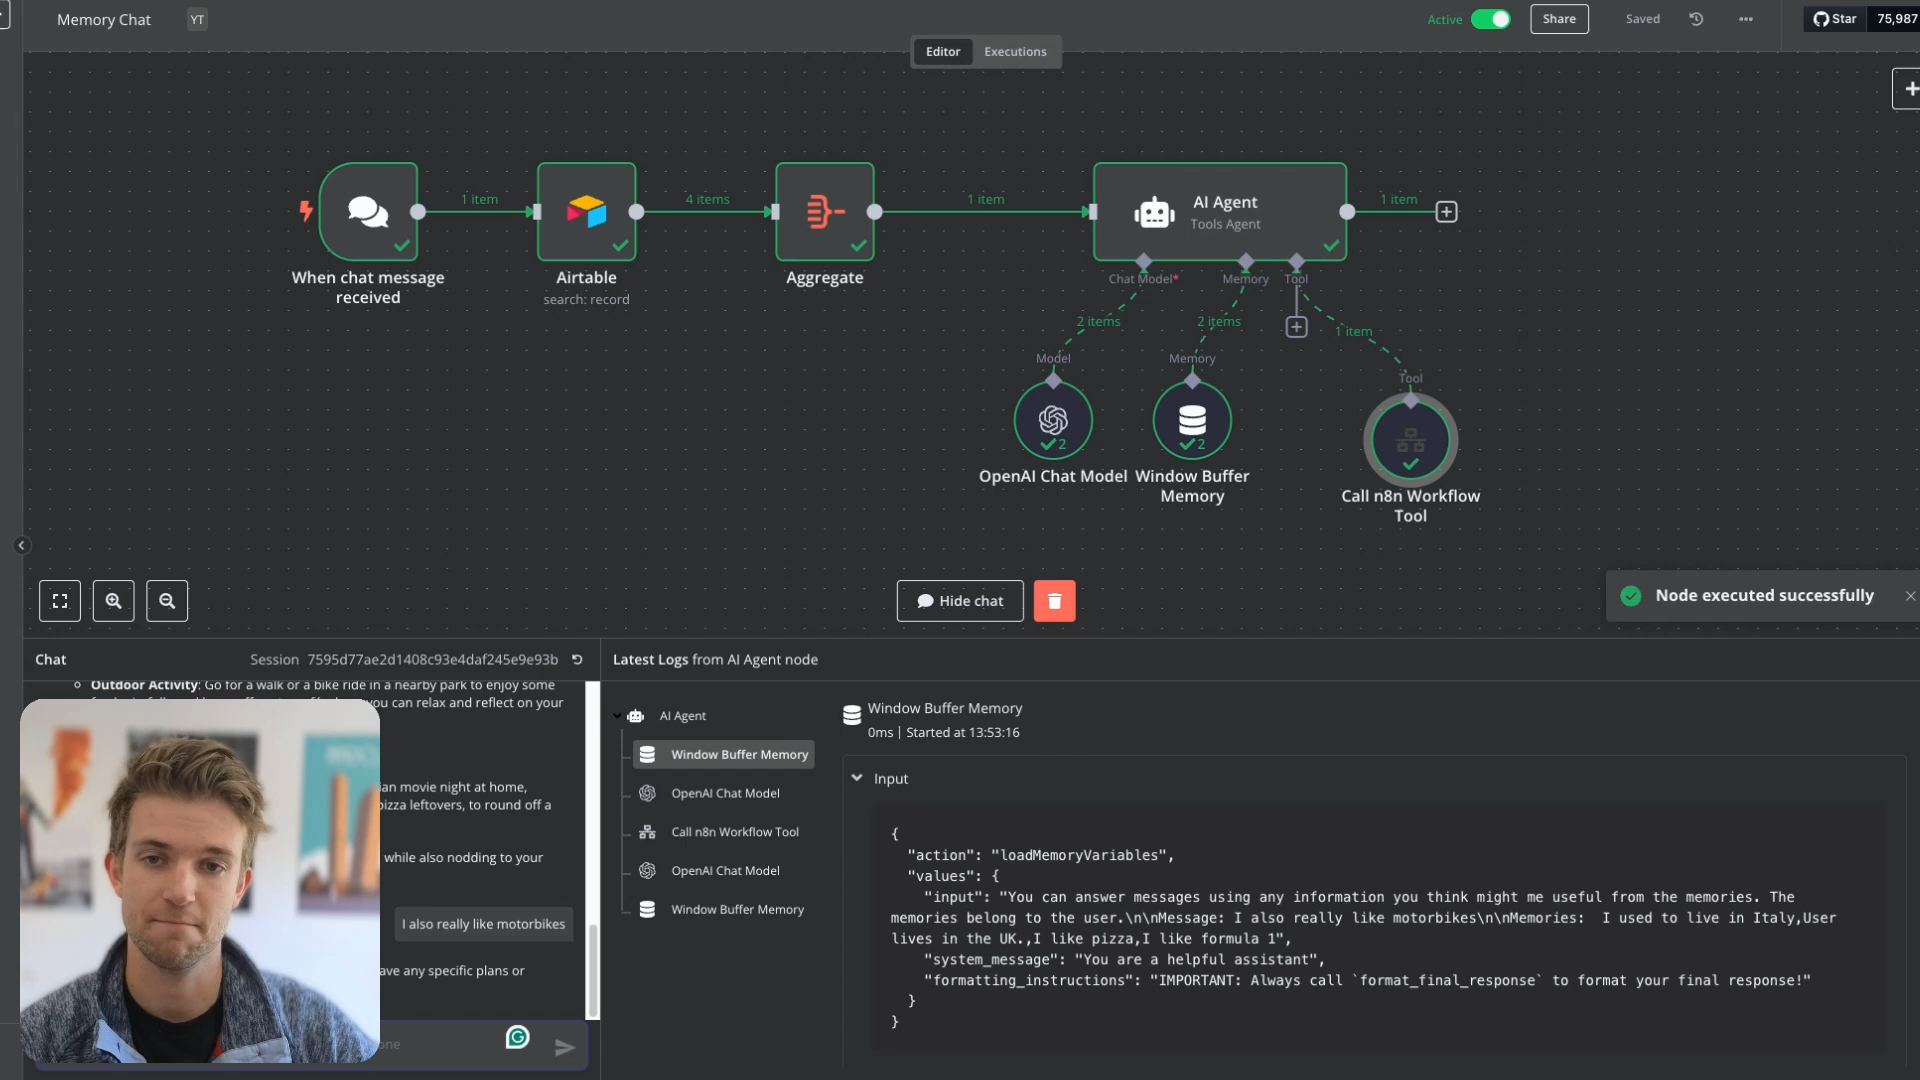 Memory Chat
YT
Active
Share
Saved
Star
75,987
Editor
Executions
1 item
4 items
1 item
1 item
AI Agent
Tools Agent
When chat message
received
Airtable
search: record
Aggregate
Chat Model*
Memory
Tool
2 items
2 items
1 item
Model
Memory
Tool
2
2
OpenAI Chat Model
Window Buffer
Memory
Call n8n Workflow
Tool
Hide chat
Node executed successfully
Chat
Session 7595d77ae2d1408c93e4daf245e9e93b
Outdoor Activity: Go for a walk or a bike ride in a nearby park to enjoy some
you can relax and reflect on your
movie night at home,
leftovers, to round off a
while also nodding to your
I also really like motorbikes
any specific plans or
Latest Logs from AI Agent node
AI Agent
Window Buffer Memory
OpenAI Chat Model
Call n8n Workflow Tool
OpenAI Chat Model
Window Buffer Memory
Window Buffer Memory
0ms | Started at 13:53:16
Input
{
"action": "loadMemoryVariables",
"values": {
"input": "You can answer messages using any information you think might me useful from the memories. The
memories belong to the user.\n\nMessage: I also really like motorbikes\n\nMemories:  I used to live in Italy,User
lives in the UK.,I like pizza,I like formula 1",
"system_message": "You are a helpful assistant",
"formatting_instructions": "IMPORTANT: Always call `format_final_response` to format your final response!"
}
}